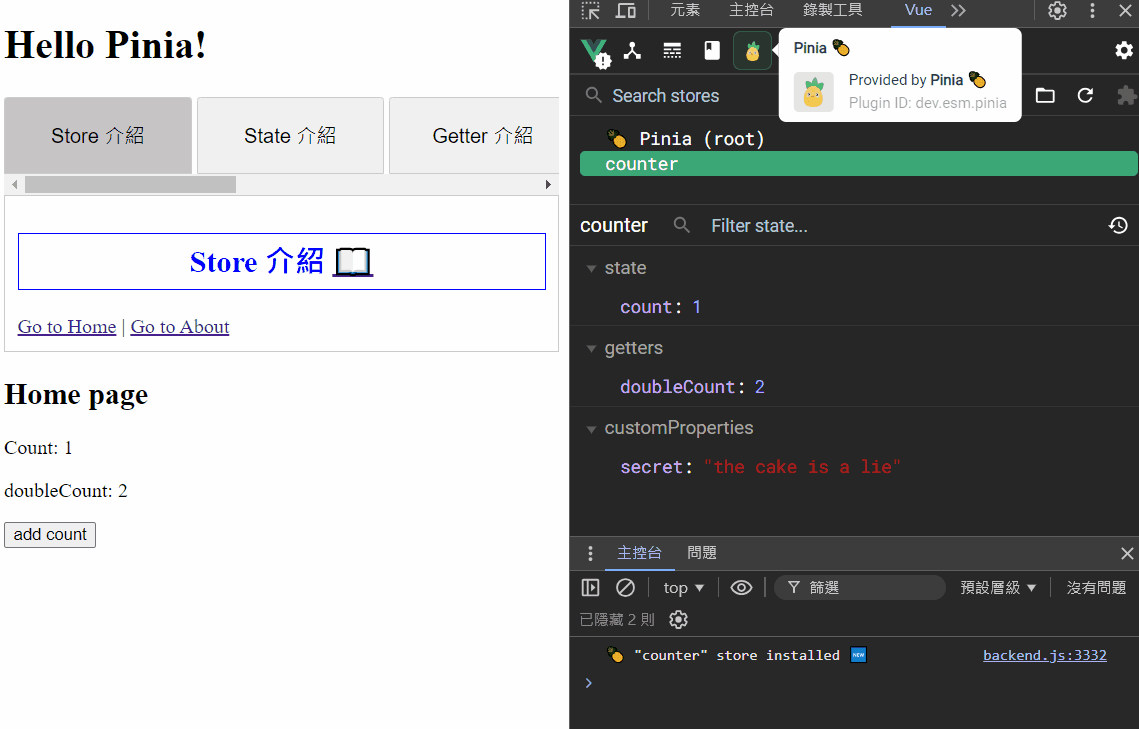 Hello Pinia!
Store 介紹
State 介紹
Getter 介紹
Store 介紹 📖
Go to Home | Go to About
Home page
Count: 1
doubleCount: 2
add count
元素
主控台
錄製工具
Vue
Pinia 🍍
Provided by Pinia 🍍
Plugin ID: dev.esm.pinia
Search stores
🍍 Pinia (root)
counter
counter
Filter state...
state
count: 1
getters
doubleCount: 2
customProperties
secret: "the cake is a lie"
主控台
問題
top
篩選
預設層級
沒有問題
已隱藏 2 則
🍍 "counter" store installed 🆕
backend.js:3332